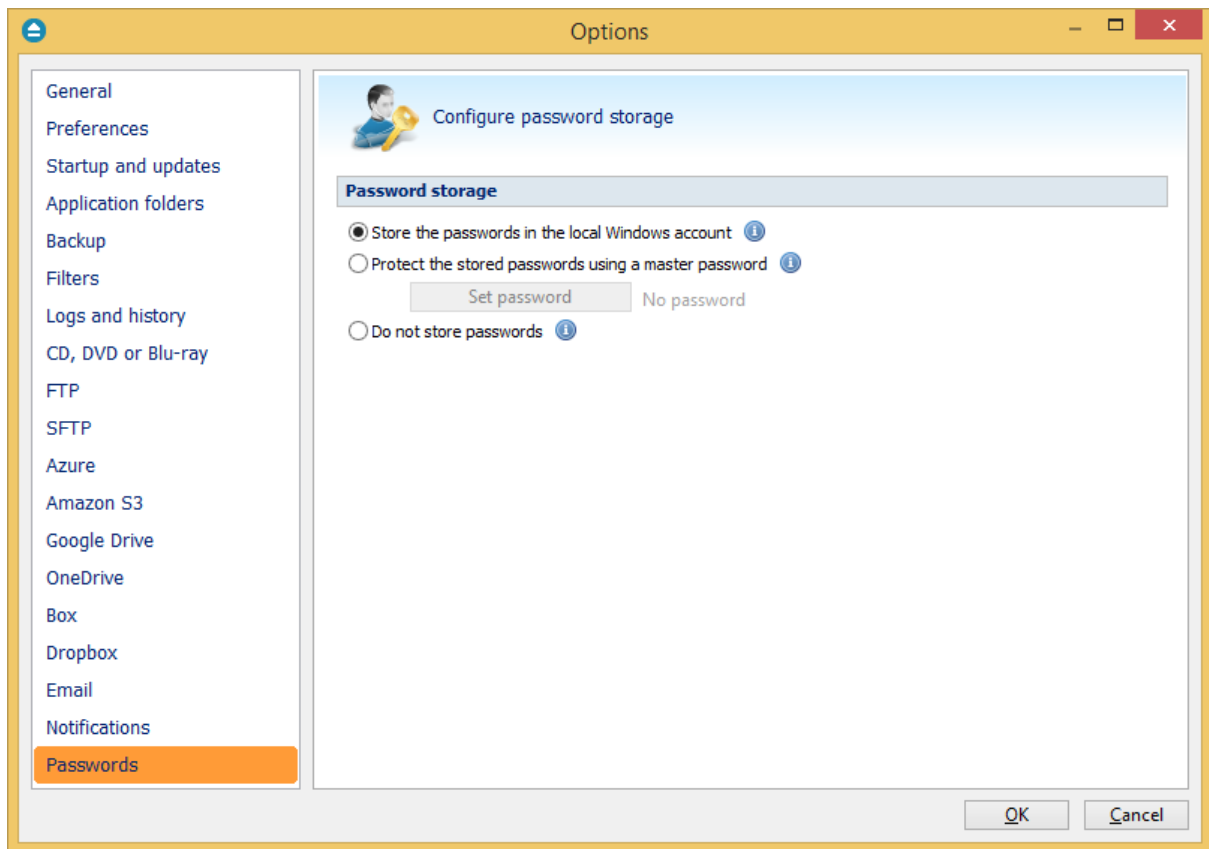 Options
General
Preferences
Startup and updates
Application folders
Backup
Filters
Logs and history
CD, DVD or Blu-ray
FTP
SFTP
Azure
Amazon S3
Google Drive
OneDrive
Box
Dropbox
Email
Notifications
Passwords
Configure password storage
Password storage
Store the passwords in the local Windows account
Protect the stored passwords using a master password
Set password No password
Do not store passwords
OK Cancel